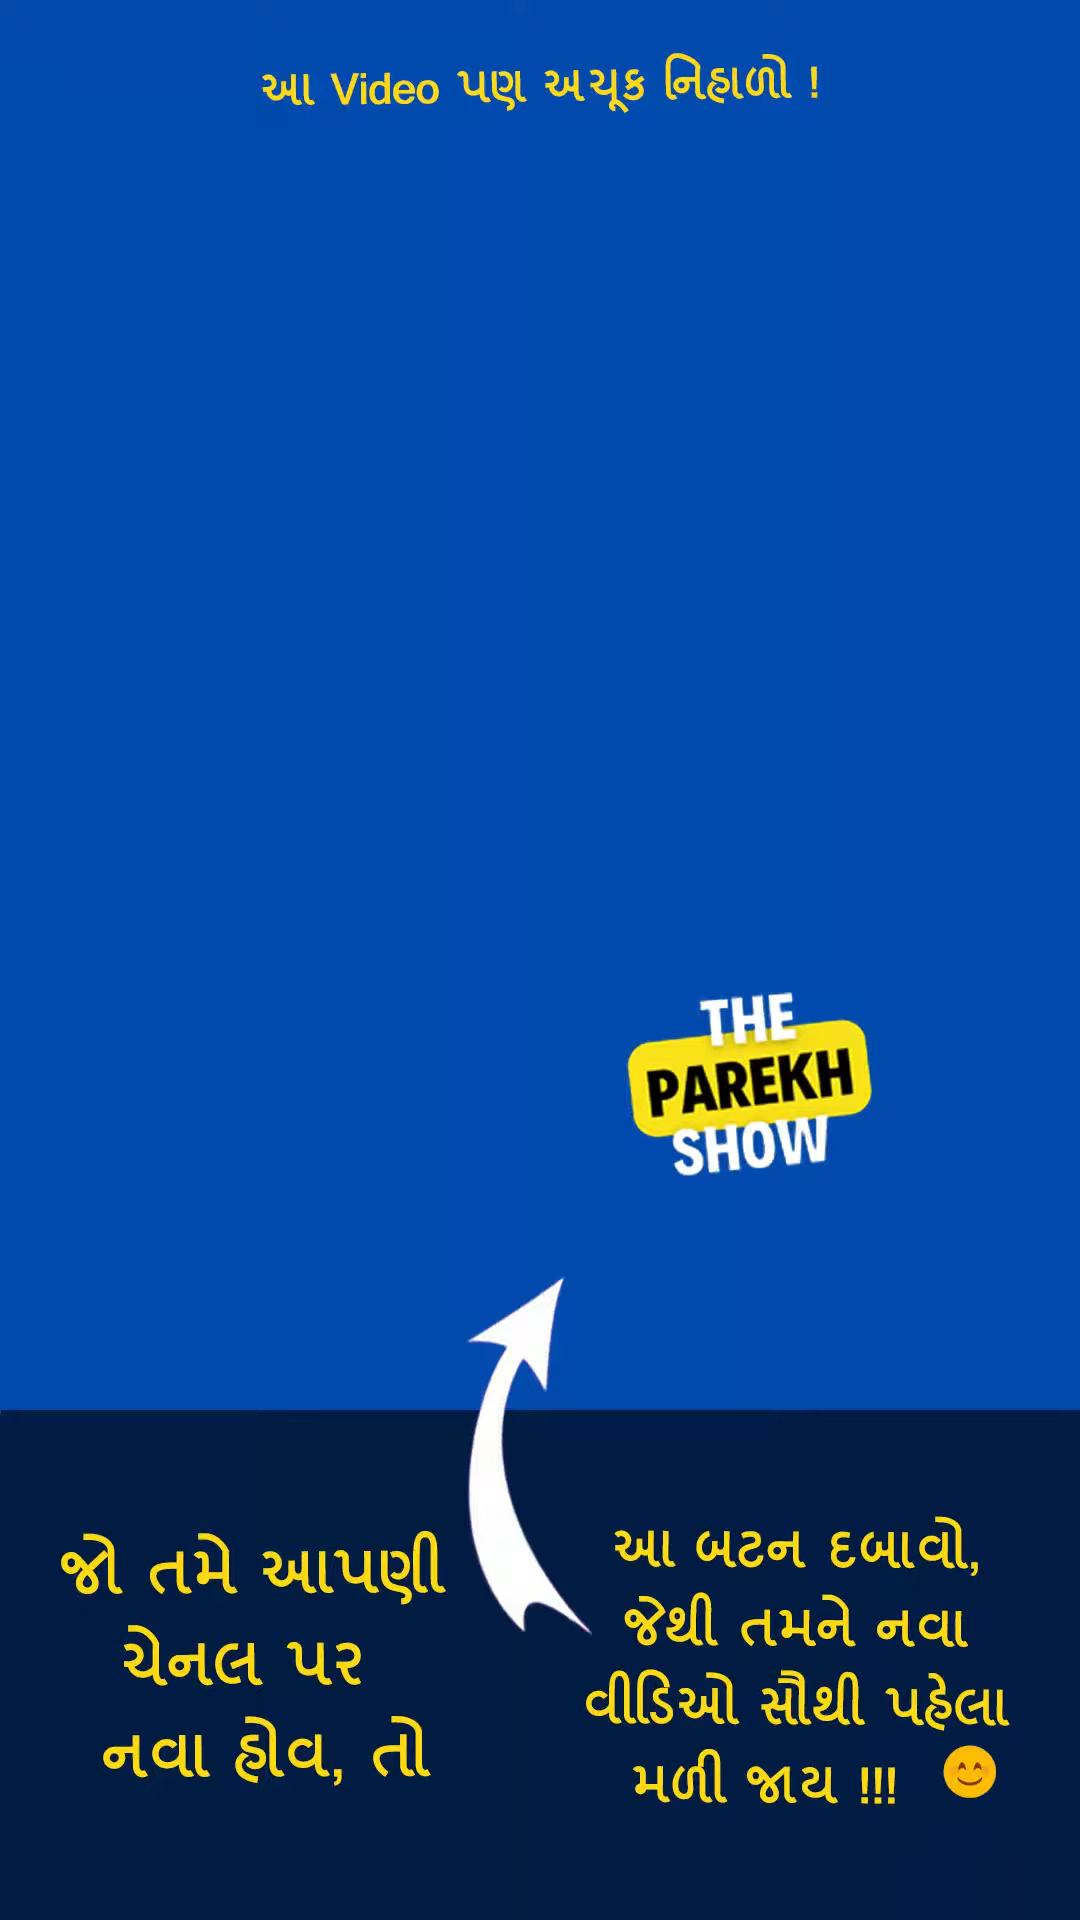 આ Video પણ અચૂક નિહાળો !
THE
PAREKH
SHOW
જો તમે આપણી
ચેનલ પર
નવા હોવ, તો
આ બટન દબાવો,
જેથી તમને નવા
વીડિઓ સૌથી પહેલા
મળી જાય !!! 😊